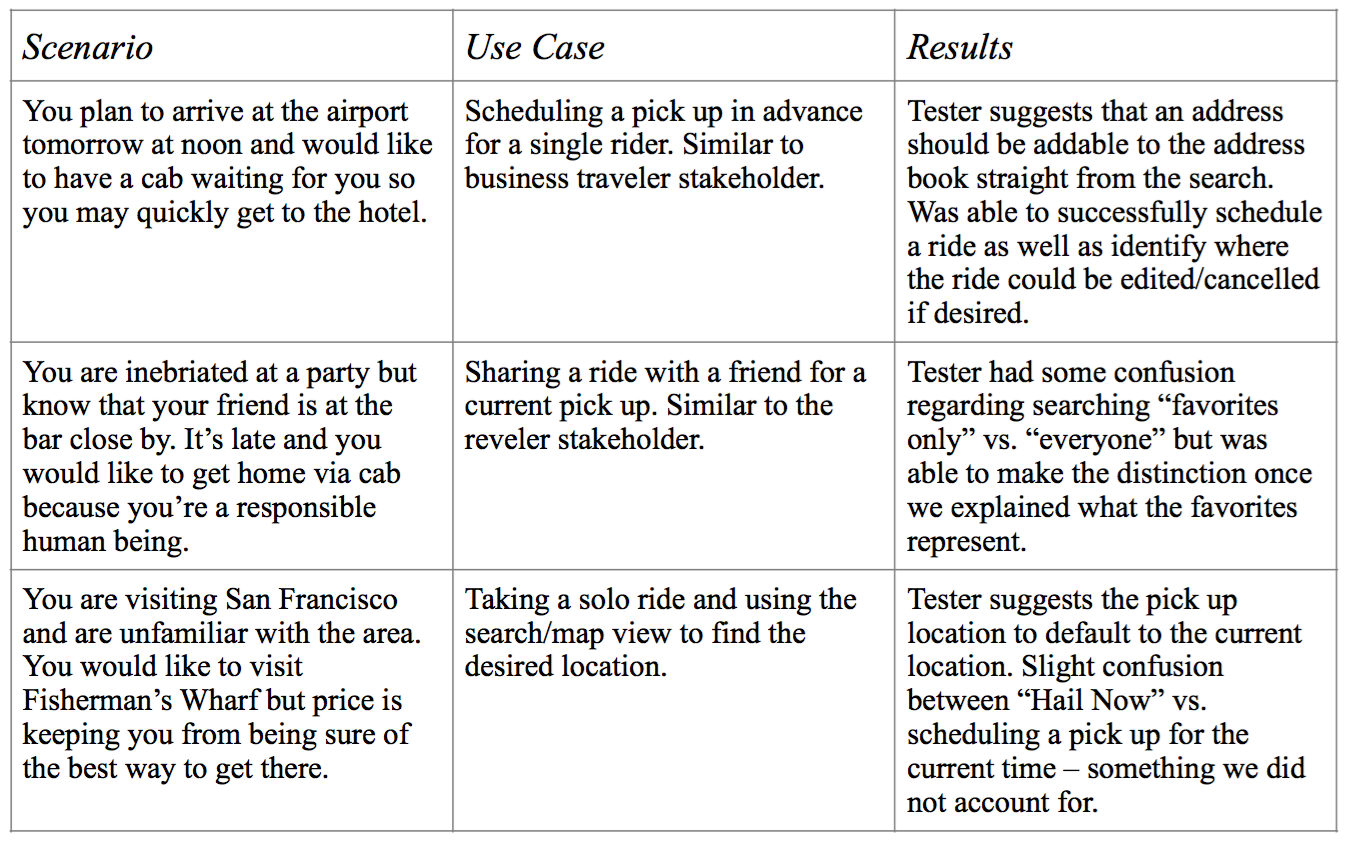 Scenario
Use Case
Results
You plan to arrive at the airport
tomorrow at noon and would like
to have a cab waiting for you so
you may quickly get to the hotel.
Scheduling a pick up in advance
for a single rider. Similar to
business traveler stakeholder.
Tester suggests that an address
should be addable to the address
book straight from the search.
Was able to successfully schedule
a ride as well as identify where
the ride could be edited/cancelled
if desired.
You are inebriated at a party but
know that your friend is at the
bar close by. It’s late and you
would like to get home via cab
because you’re a responsible
human being.
Sharing a ride with a friend for a
current pick up. Similar to the
reveler stakeholder.
Tester had some confusion
regarding searching “favorites
only” vs. “everyone” but was
able to make the distinction once
we explained what the favorites
represent.
You are visiting San Francisco
and are unfamiliar with the area.
You would like to visit
Fisherman’s Wharf but price is
keeping you from being sure of
the best way to get there.
Taking a solo ride and using the
search/map view to find the
desired location.
Tester suggests the pick up
location to default to the current
location. Slight confusion
between “Hail Now” vs.
scheduling a pick up for the
current time – something we did
not account for.